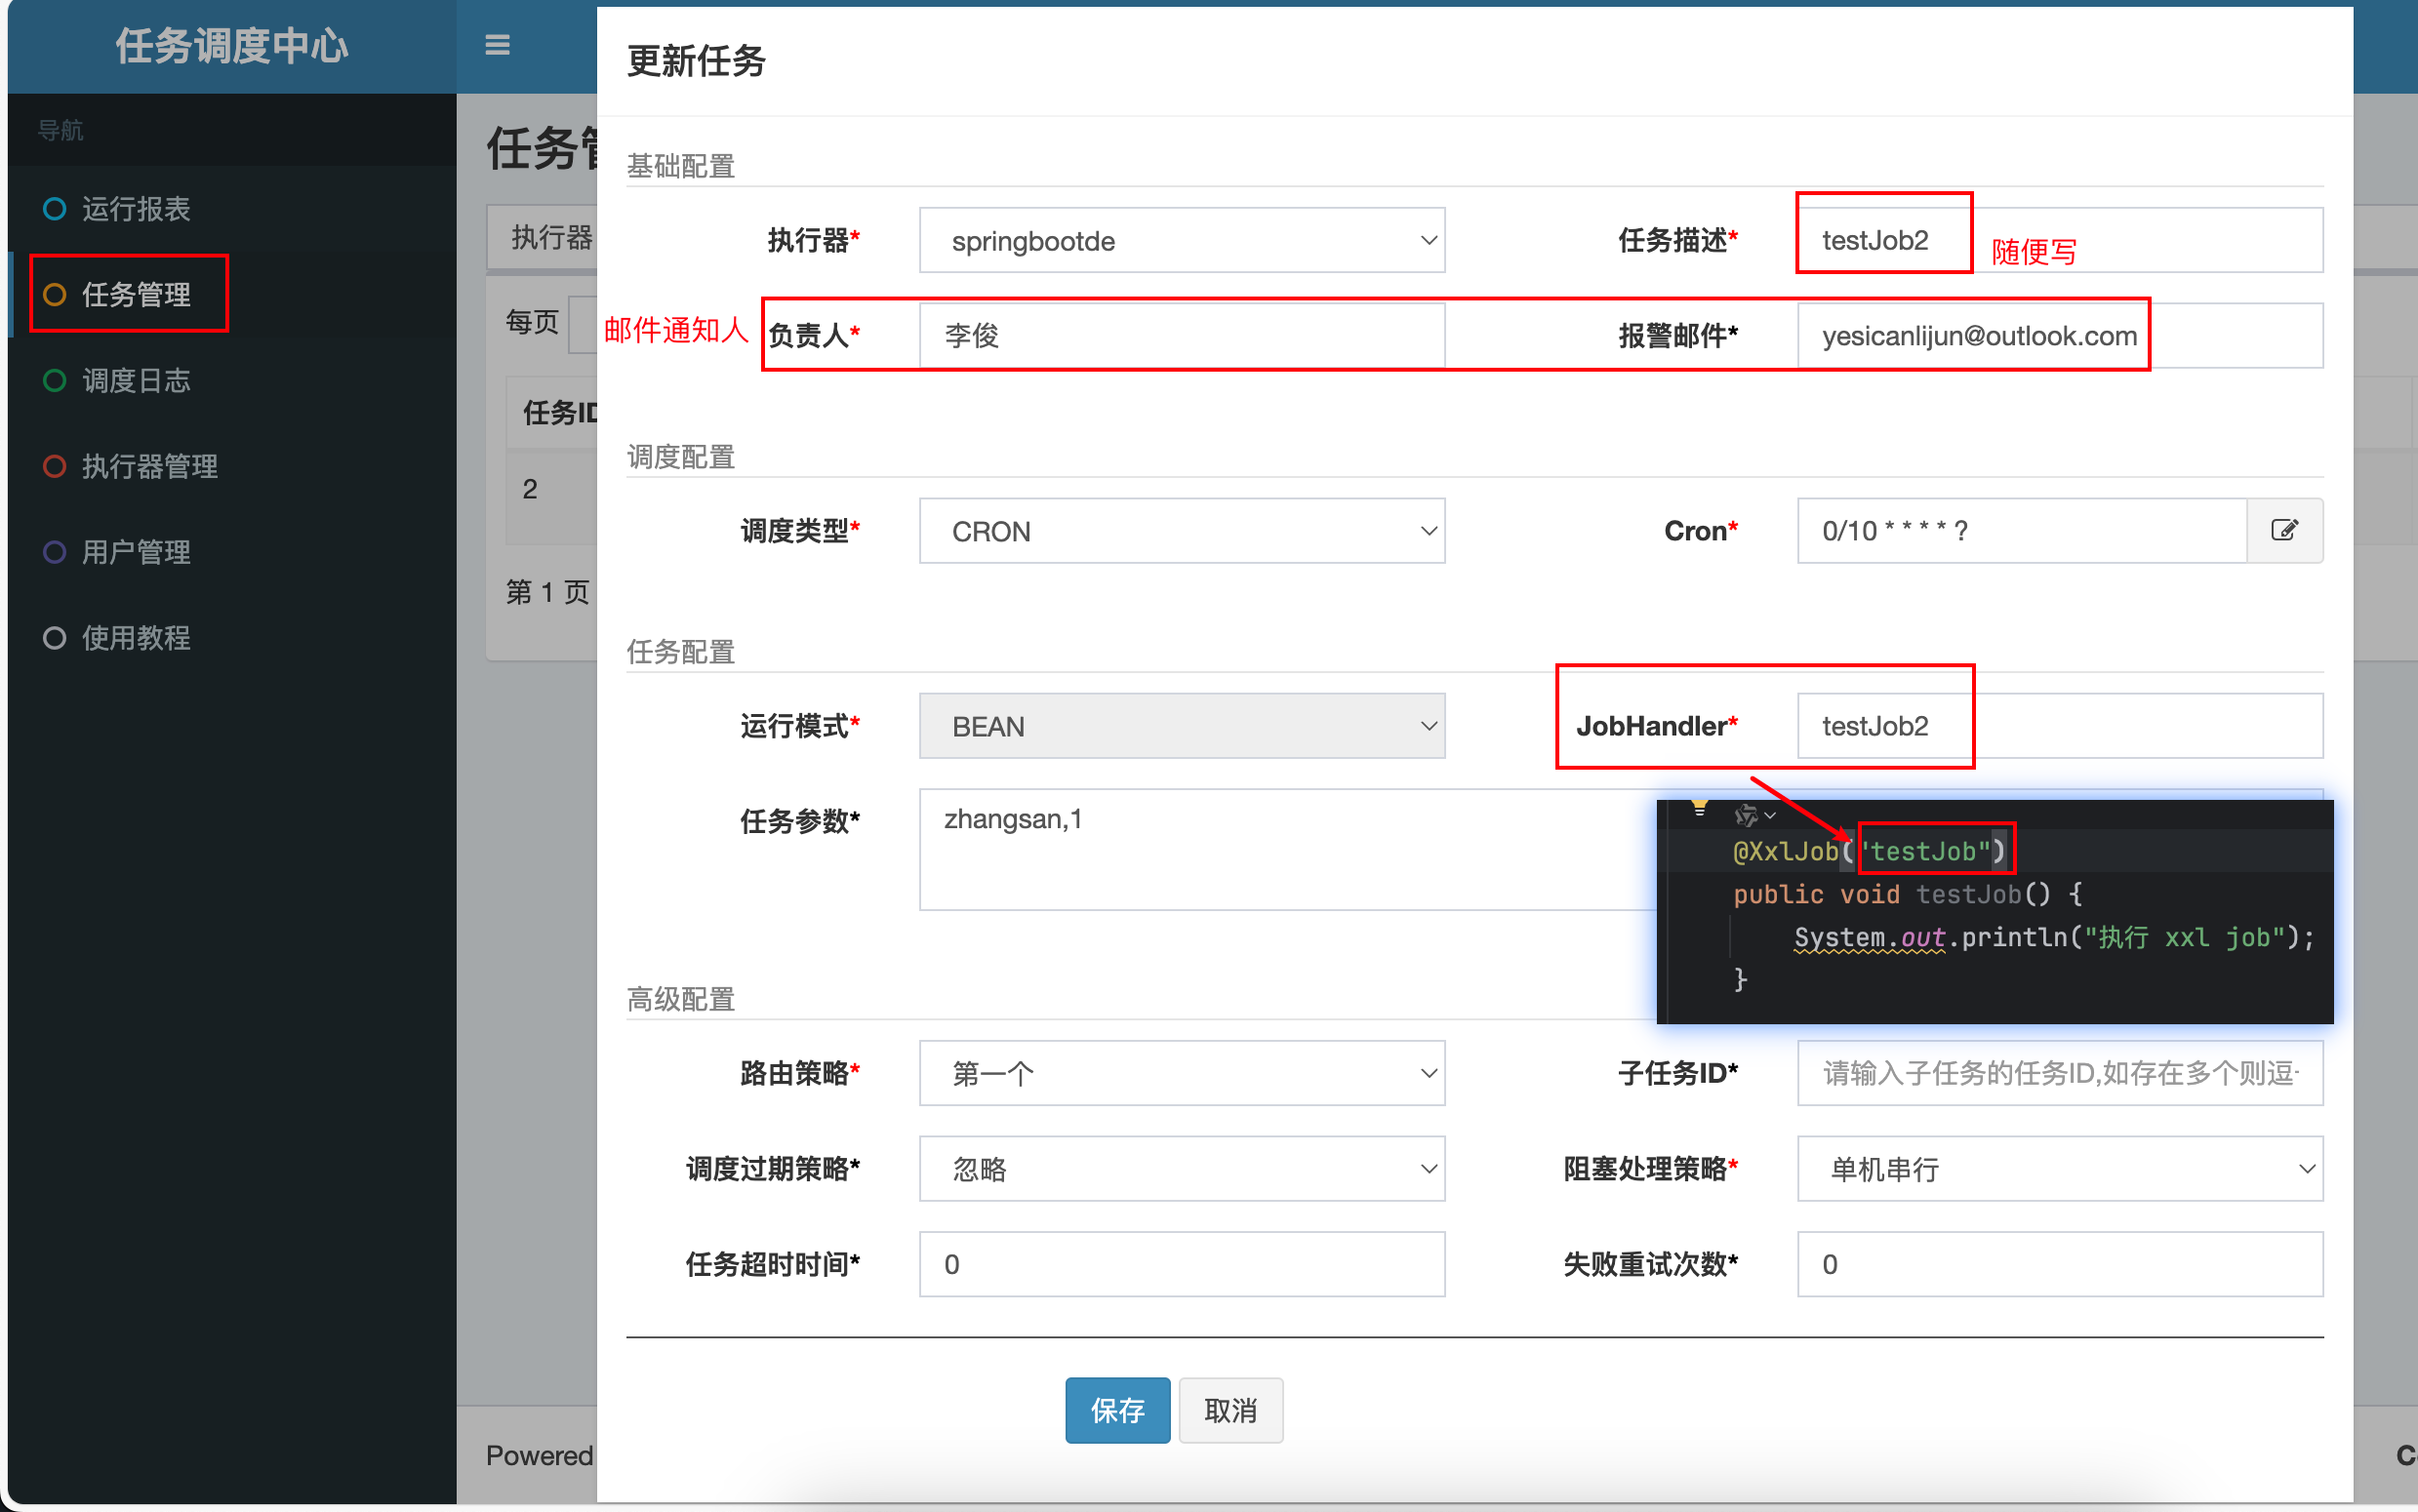 任务调度中心
导航
运行报表
任务管理
调度日志
执行器管理
用户管理
使用教程
任务管
执行器
每页
任务ID
2
第 1 页
Powered
更新任务
基础配置
执行器* springbootde 任务描述* testJob2 随便写
邮件通知人 负责人* 李俊 报警邮件* yesicanlijun@outlook.com
调度配置
调度类型* CRON Cron* 0/10 * * * * ?
任务配置
运行模式* BEAN JobHandler* testJob2
任务参数* zhangsan,1
@XxlJob("testJob")
public void testJob() {
System.out.println("执行 xxl job");
}
高级配置
路由策略* 第一个 子任务ID* 请输入子任务的任务ID,如存在多个则逗
调度过期策略* 忽略 阻塞处理策略* 单机串行
任务超时时间* 0 失败重试次数* 0
保存 取消